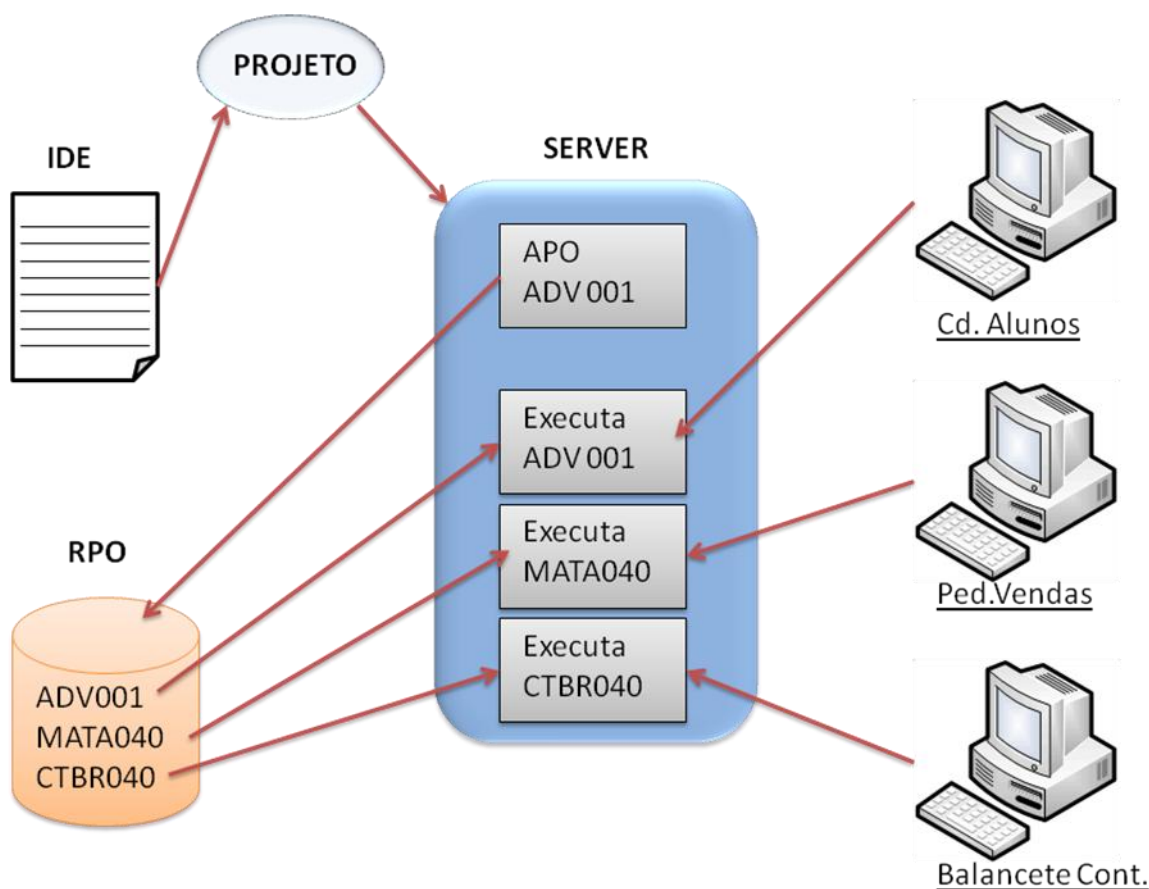 PROJETO
IDE
SERVER
APO
ADV 001
Cd. Alunos
Executa
ADV 001
Executa
MATA040
Ped.Vendas
RPO
Executa
CTBR040
ADV001
MATA040
CTBR040
Balancete Cont.